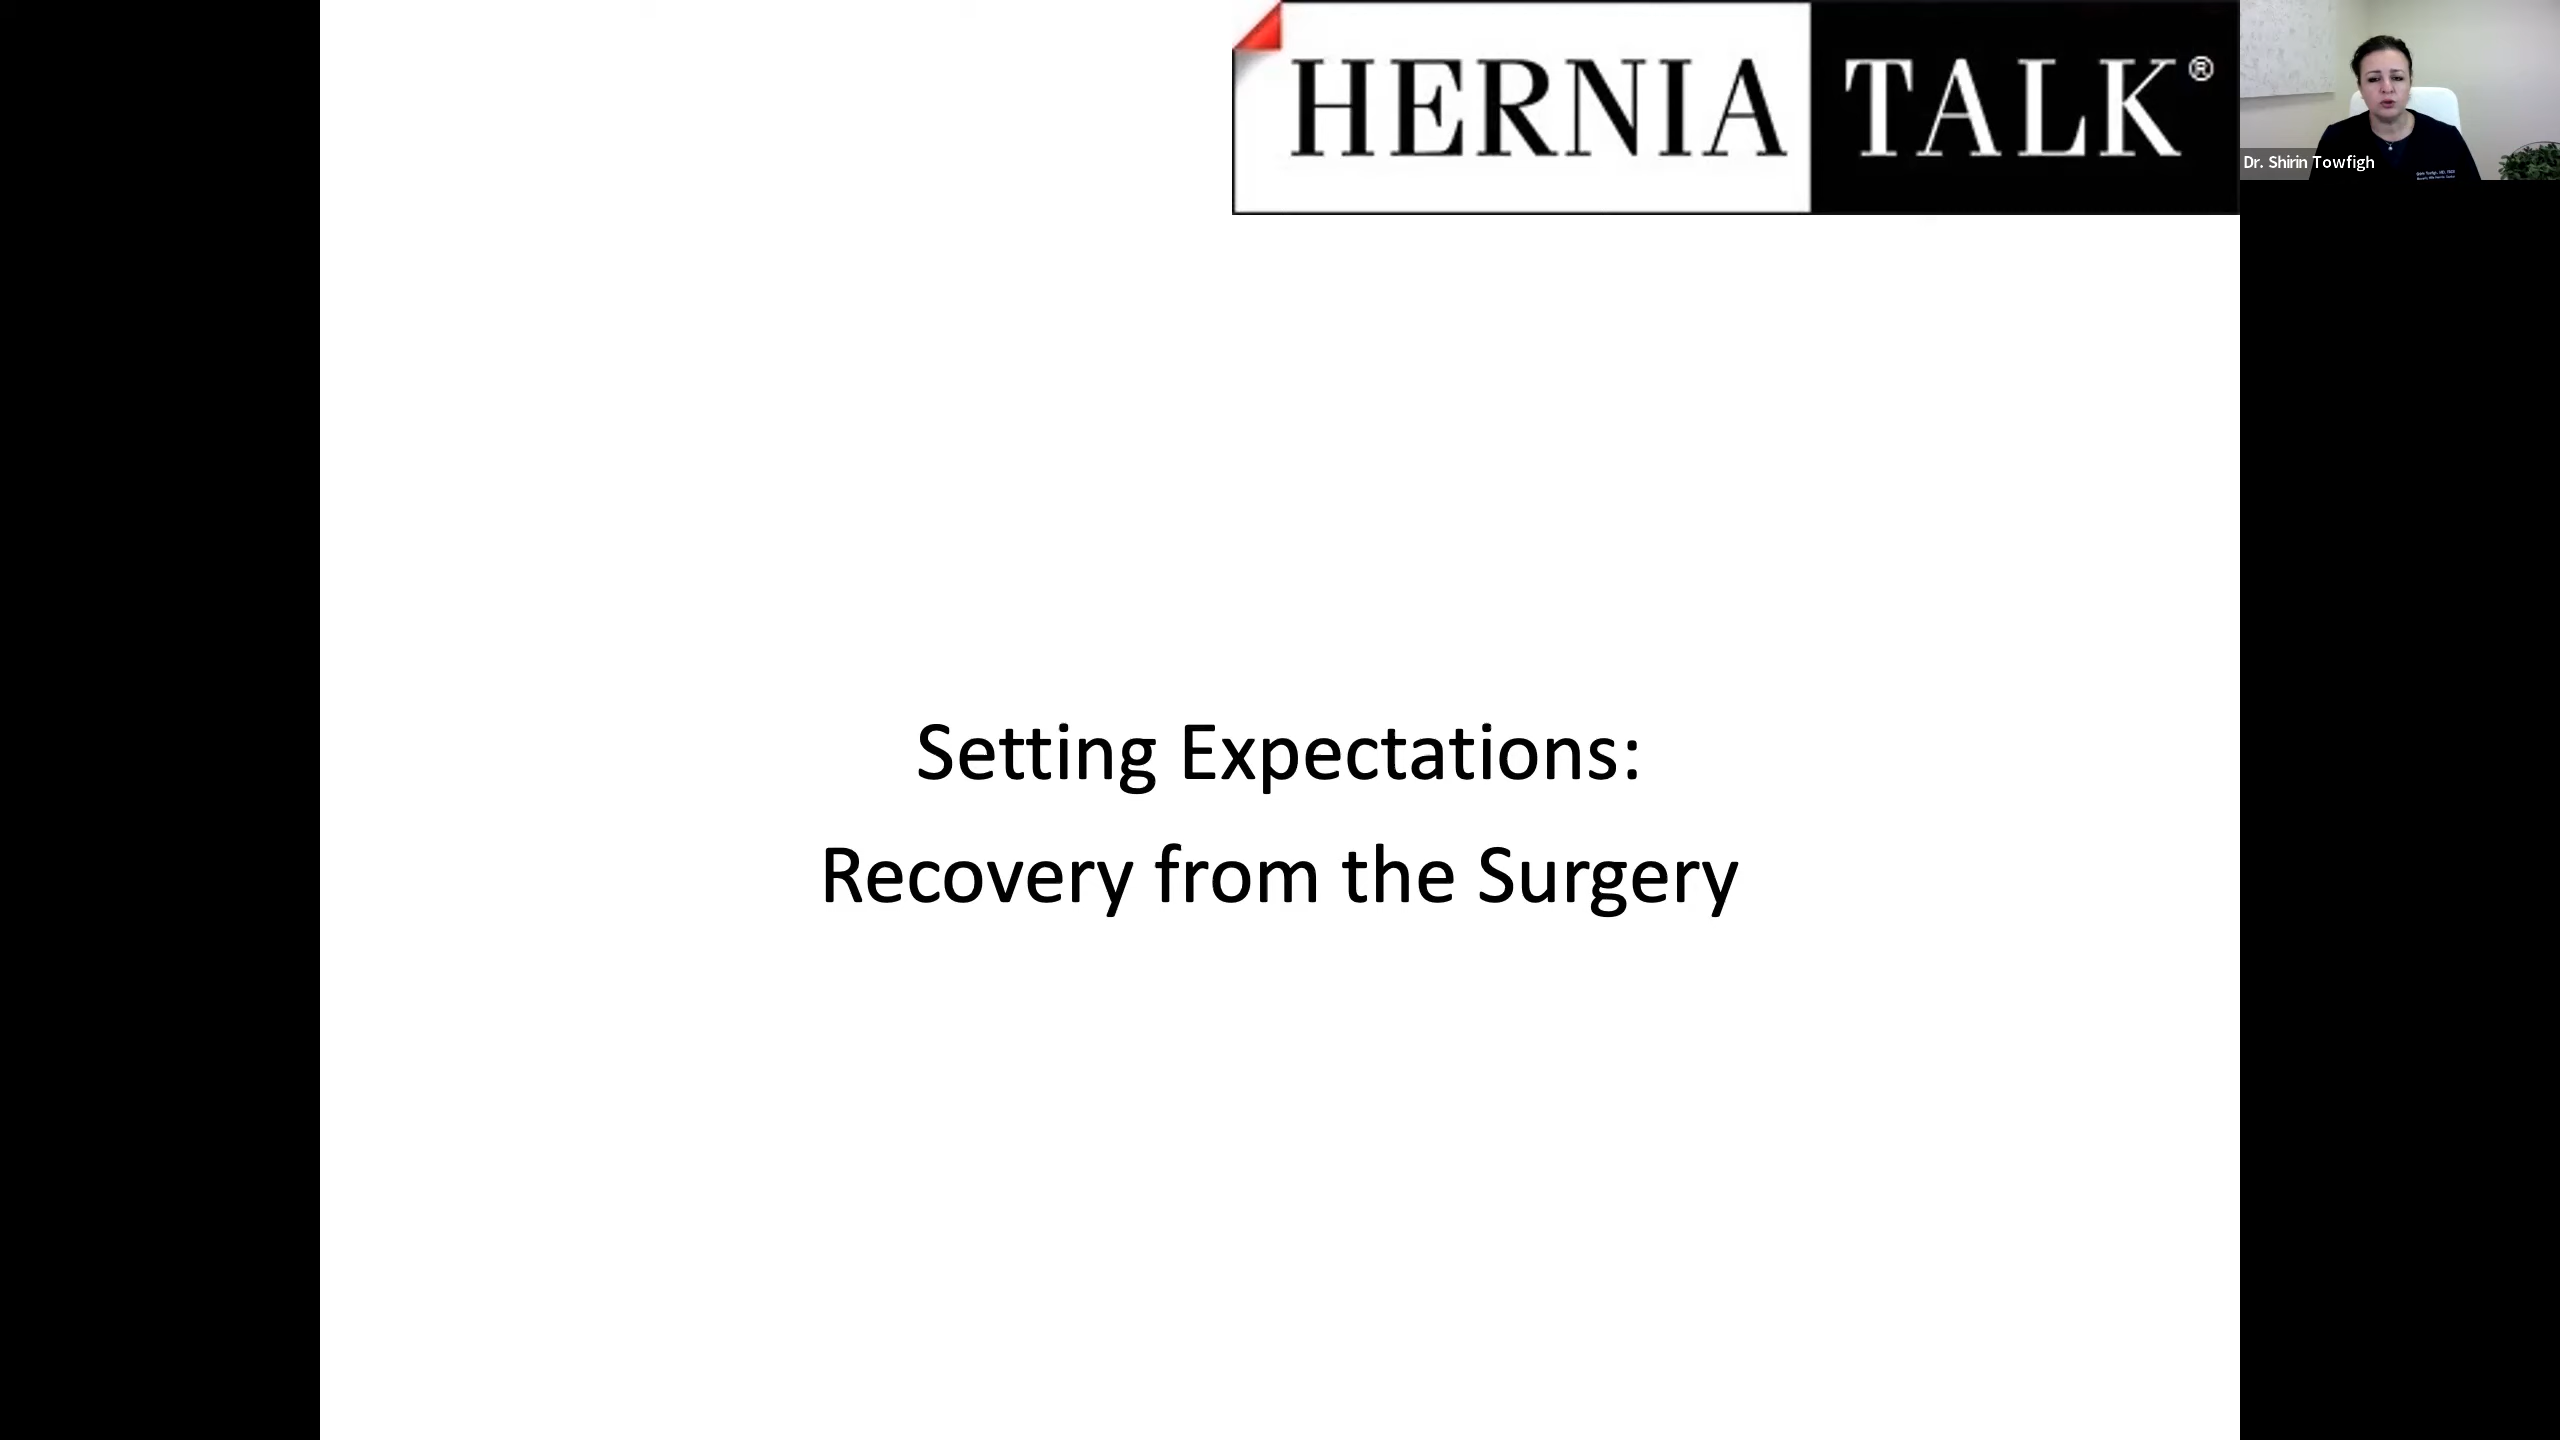 HERNIA TALK®
Dr. Shirin Towfigh
Setting Expectations:
Recovery from the Surgery